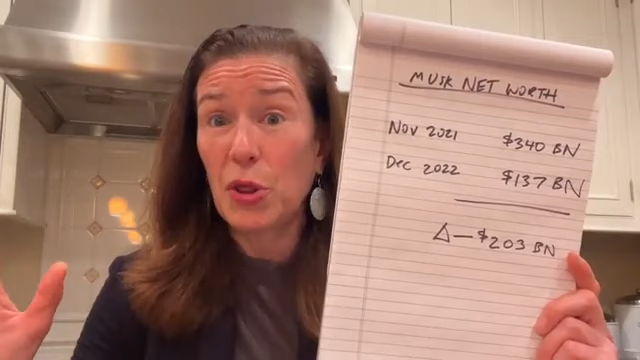 MUSK NET WORTH
NOV 2021 $340 BN
DEC 2022 $137 BN
Δ — $203 BN